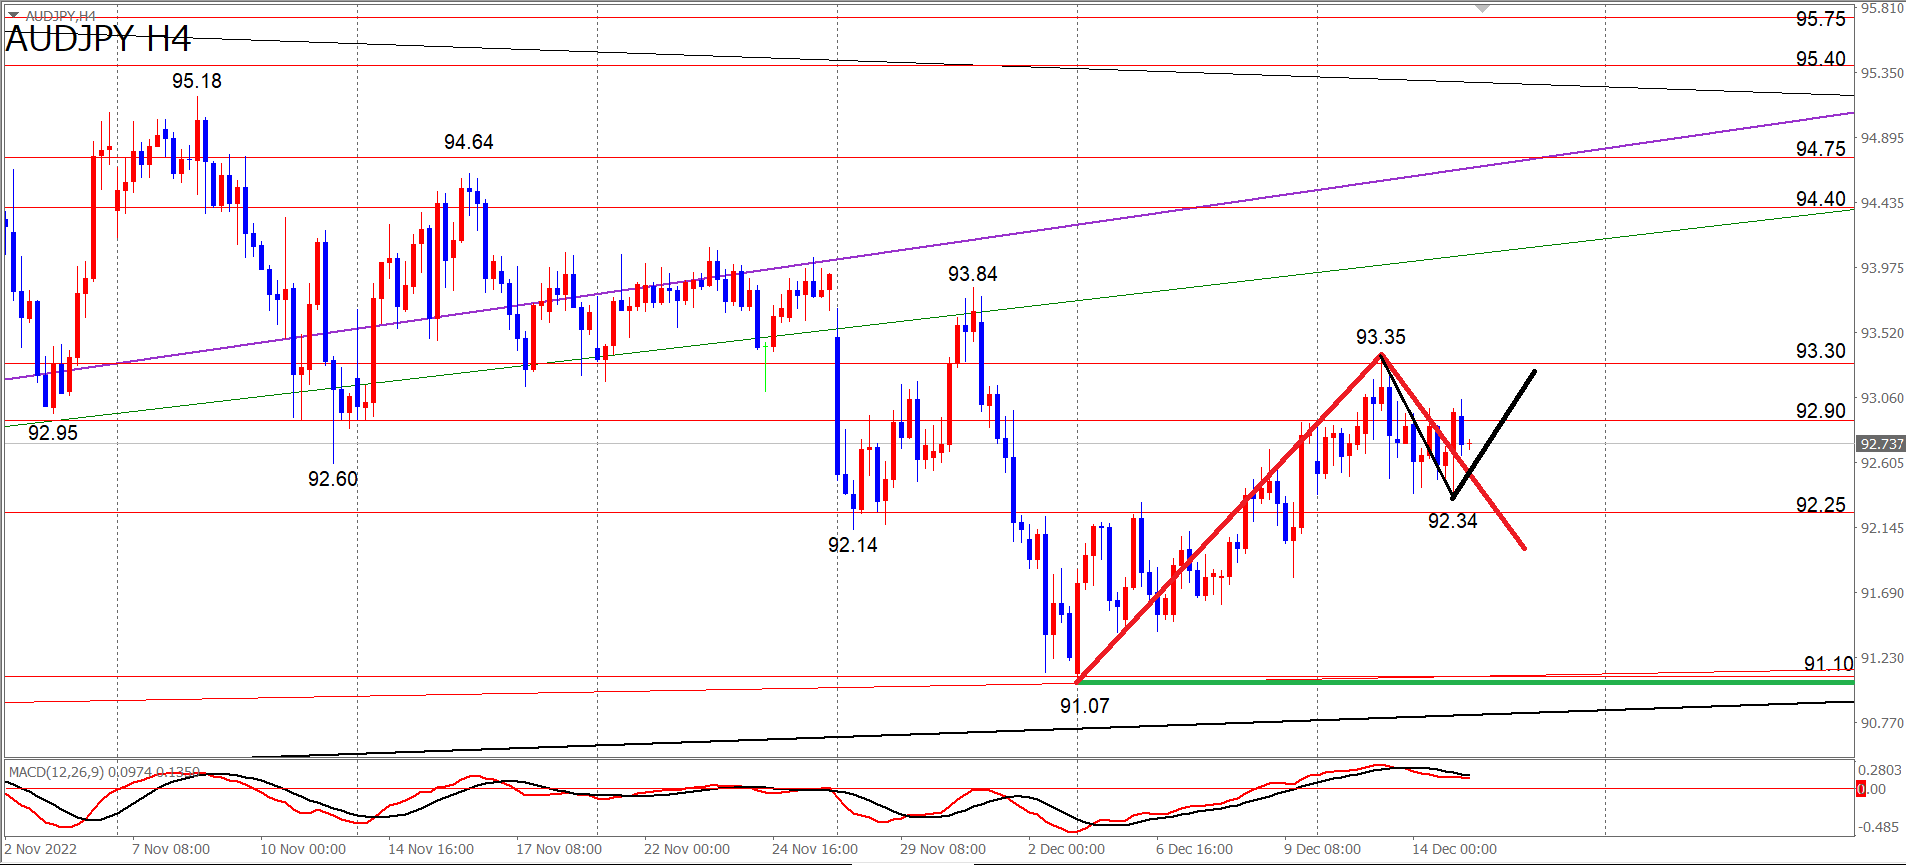 AUDJPY,H4
AUDJPY H4
95.18
94.64
93.84
93.35
92.95
92.60
92.14
92.34
91.07
95.75
95.40
94.75
94.40
93.30
92.90
92.25
91.10
95.810
95.350
94.895
94.435
93.975
93.520
93.060
92.737
92.605
92.145
91.690
91.230
90.770
MACD(12,26,9) 0.0974 0.1359
0.2803
0.00
-0.485
2 Nov 2022
7 Nov 08:00
10 Nov 00:00
14 Nov 16:00
17 Nov 08:00
22 Nov 00:00
24 Nov 16:00
29 Nov 08:00
2 Dec 00:00
6 Dec 16:00
9 Dec 08:00
14 Dec 00:00